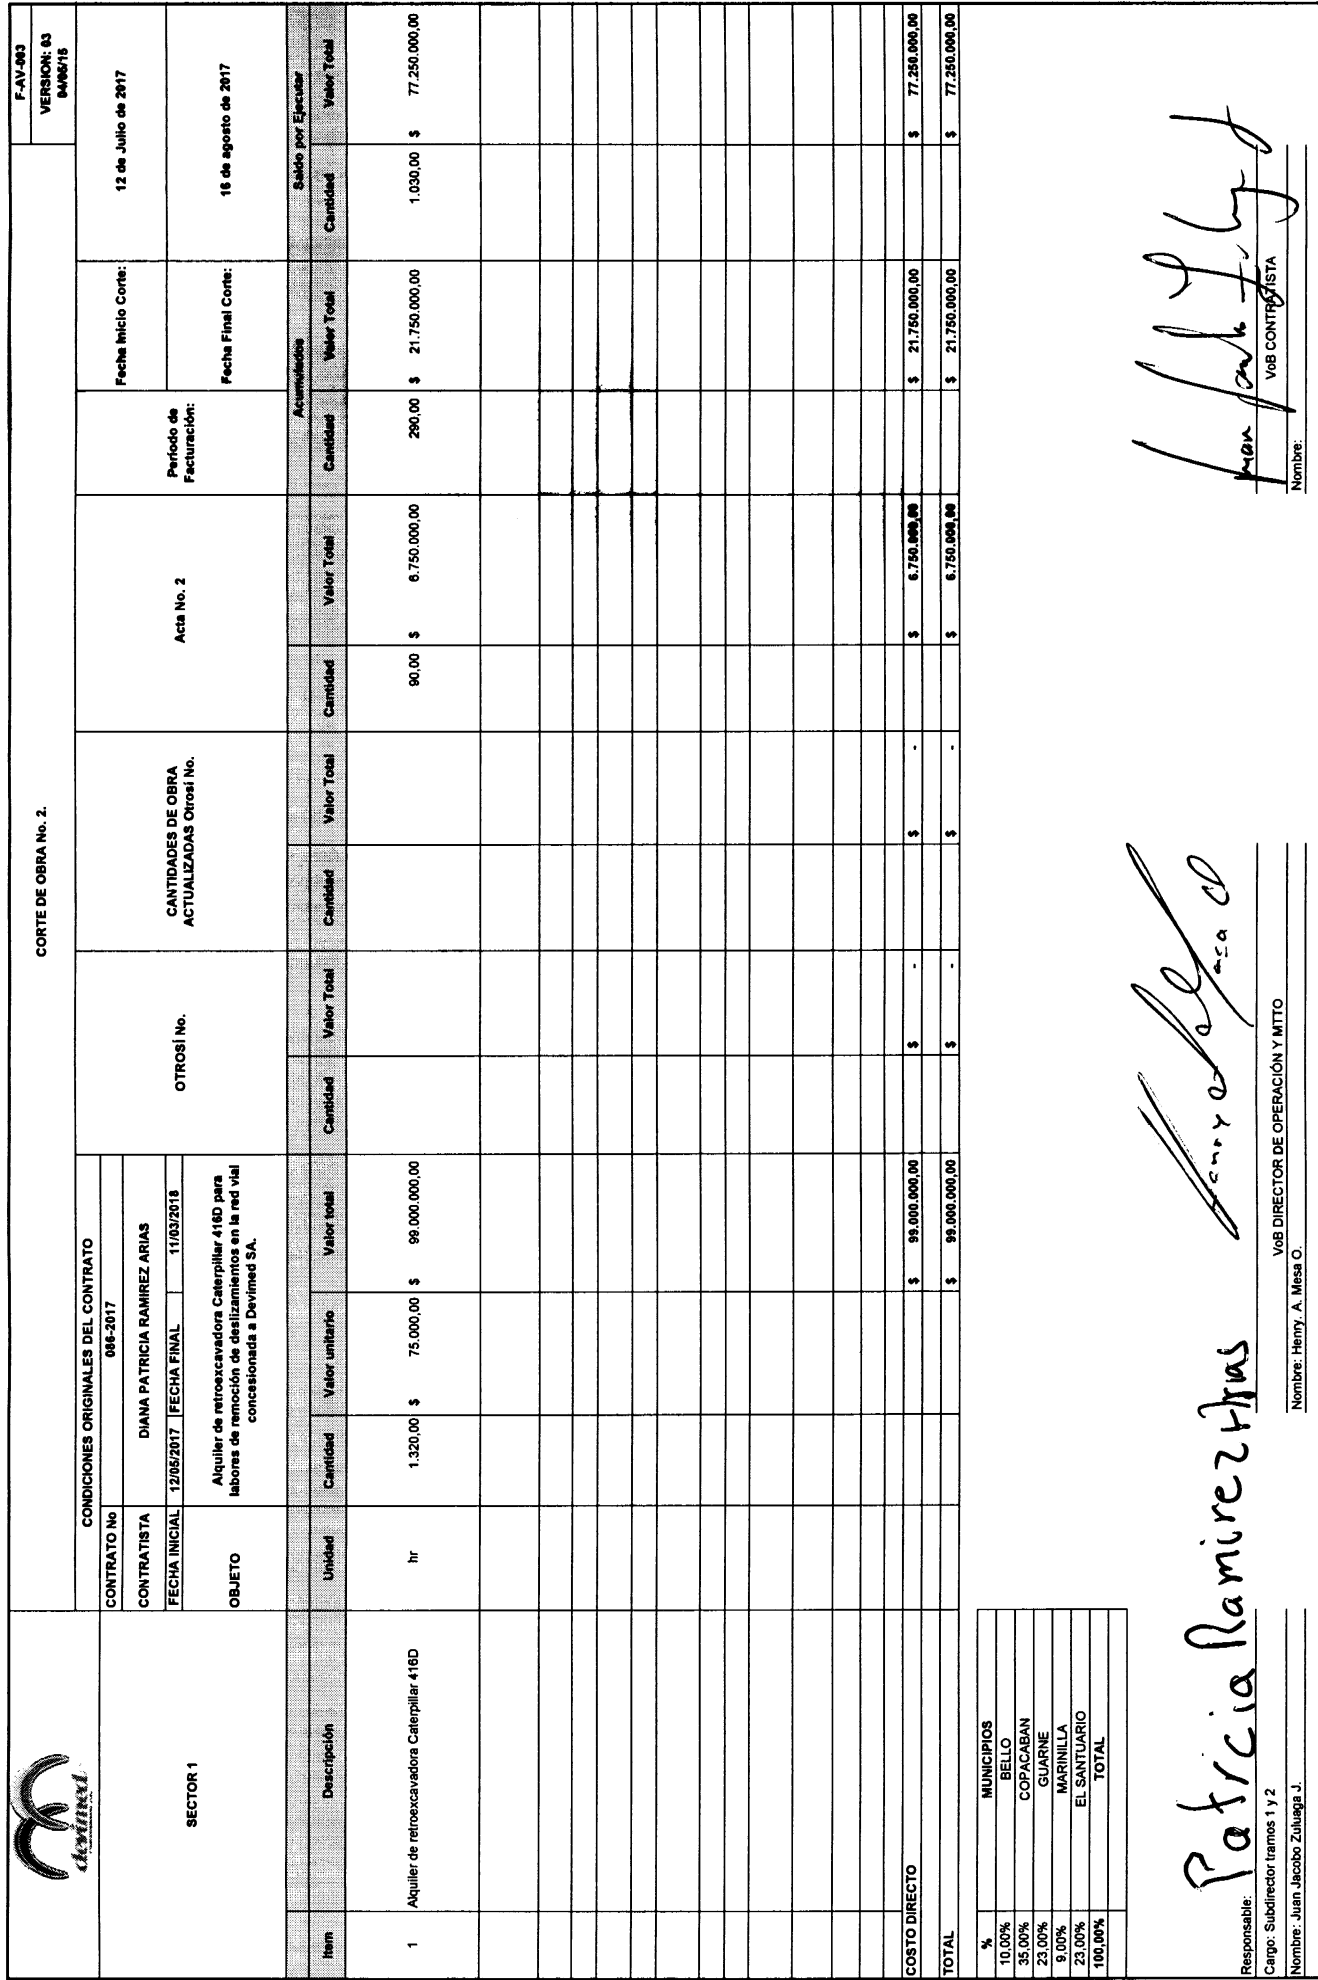 devimed
CORTE DE OBRA No. 2.
F-AV-003
VERSION: 03
04/05/15
SECTOR 1
CONDICIONES ORIGINALES DEL CONTRATO
CONTRATO No 086-2017
CONTRATISTA DIANA PATRICIA RAMIREZ ARIAS
FECHA INICIAL 12/05/2017 FECHA FINAL 11/03/2018
OBJETO Alquiler de retroexcavadora Caterpillar 416D para
labores de remoción de deslizamientos en la red vial
concesionada a Devimed SA.
OTROSÍ No.
CANTIDADES DE OBRA
ACTUALIZADAS Otrosí No.
Acta No. 2
Periodo de
Facturación:
Fecha Inicio Corte: 12 de Julio de 2017
Fecha Final Corte: 16 de agosto de 2017
Acumulados Saldo por Ejecutar
Item Descripción Unidad Cantidad Valor unitario Valor total Cantidad Valor Total Cantidad Valor Total Cantidad Valor Total Cantidad Valor Total Cantidad Valor Total
1 Alquiler de retroexcavadora Caterpillar 416D hr 1.320,00 $ 75.000,00 $ 99.000.000,00 90,00 $ 6.750.000,00 290,00 $ 21.750.000,00 1.030,00 $ 77.250.000,00
COSTO DIRECTO $ 99.000.000,00 $ - $ - $ 6.750.000,00 $ 21.750.000,00 $ 77.250.000,00
TOTAL $ 99.000.000,00 $ - $ - $ 6.750.000,00 $ 21.750.000,00 $ 77.250.000,00
% MUNICIPIOS
10,00% BELLO
35,00% COPACABAN
23,00% GUARNE
9,00% MARINILLA
23,00% EL SANTUARIO
100,00% TOTAL
Patricia Ramirez Arias
Responsable:
Cargo: Subdirector tramos 1 y 2
Nombre: Juan Jacobo Zuluaga J.
VoB DIRECTOR DE OPERACIÓN Y MTTO
Nombre: Henry. A. Mesa O.
VoB CONTRATISTA
Nombre: